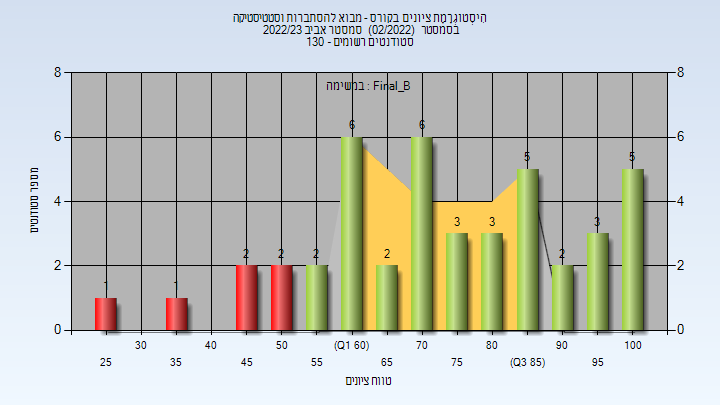 היסטוגרמת ציונים בקורס - מבוא להסתברות וסטטיסטיקה
בסמסטר (02/2022) סמסטר אביב 2022/23
סטודנטים רשומים - 130
במשימה : Final_B
מספר סטודנטים
8 8
6 6
4 4
2 2
0 0
1 1 2 2 2 6 2 6 3 3 5 2 3 5
30 40 50 (Q1 60) 70 80 90 100
25 35 45 55 65 75 (Q3 85) 95
טווח ציונים